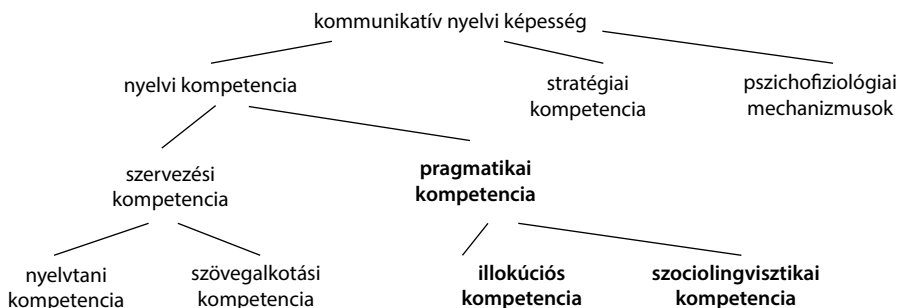 kommunikatív nyelvi képesség
nyelvi kompetencia
stratégiai
kompetencia
pszichofiziológiai
mechanizmusok
szervezési
kompetencia
pragmatikai
kompetencia
nyelvtani
kompetencia
szövegalkotási
kompetencia
illokúciós
kompetencia
szociolingvisztikai
kompetencia